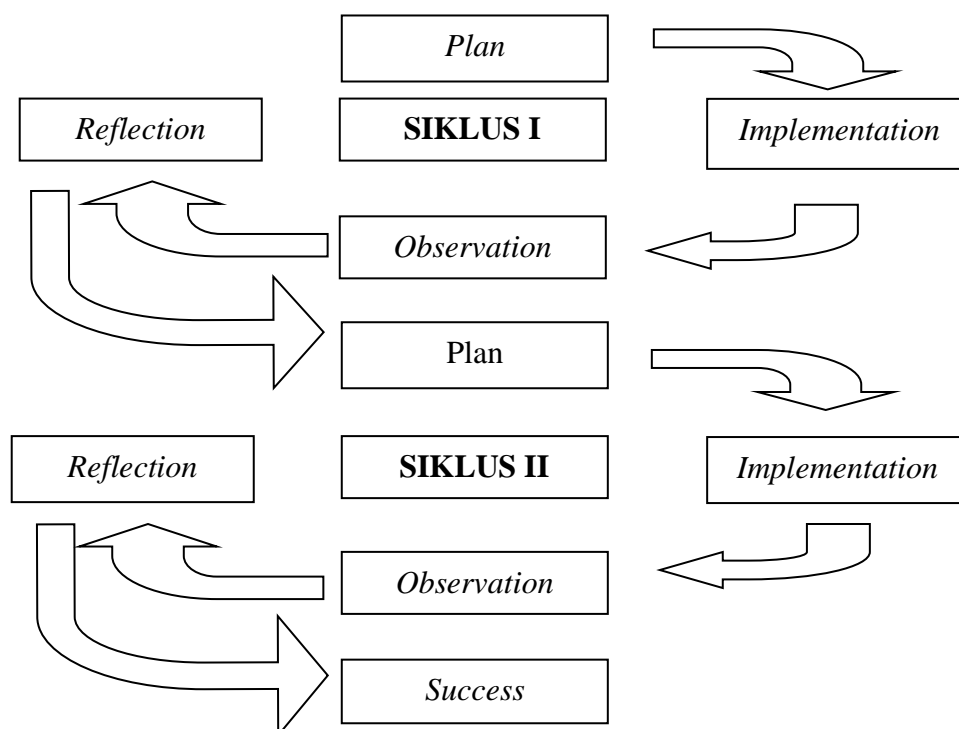 Plan
Reflection
SIKLUS I
Implementation
Observation
Plan
Reflection
SIKLUS II
Implementation
Observation
Success